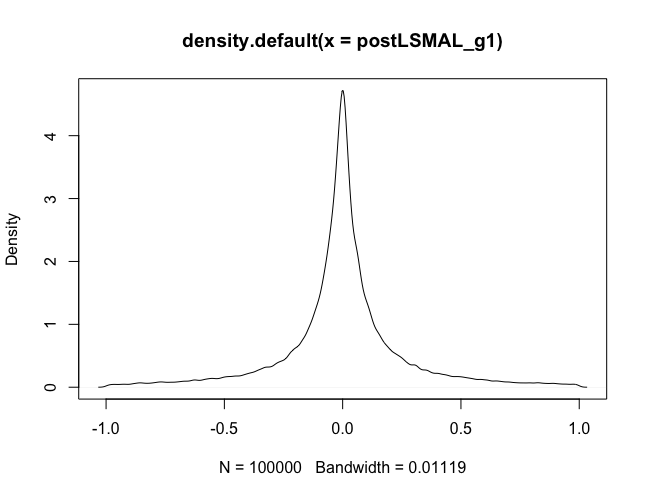 density.default(x = postLSMAL_g1)
Density
4
3
2
1
0
-1.0 -0.5 0.0 0.5 1.0
N = 100000 Bandwidth = 0.01119